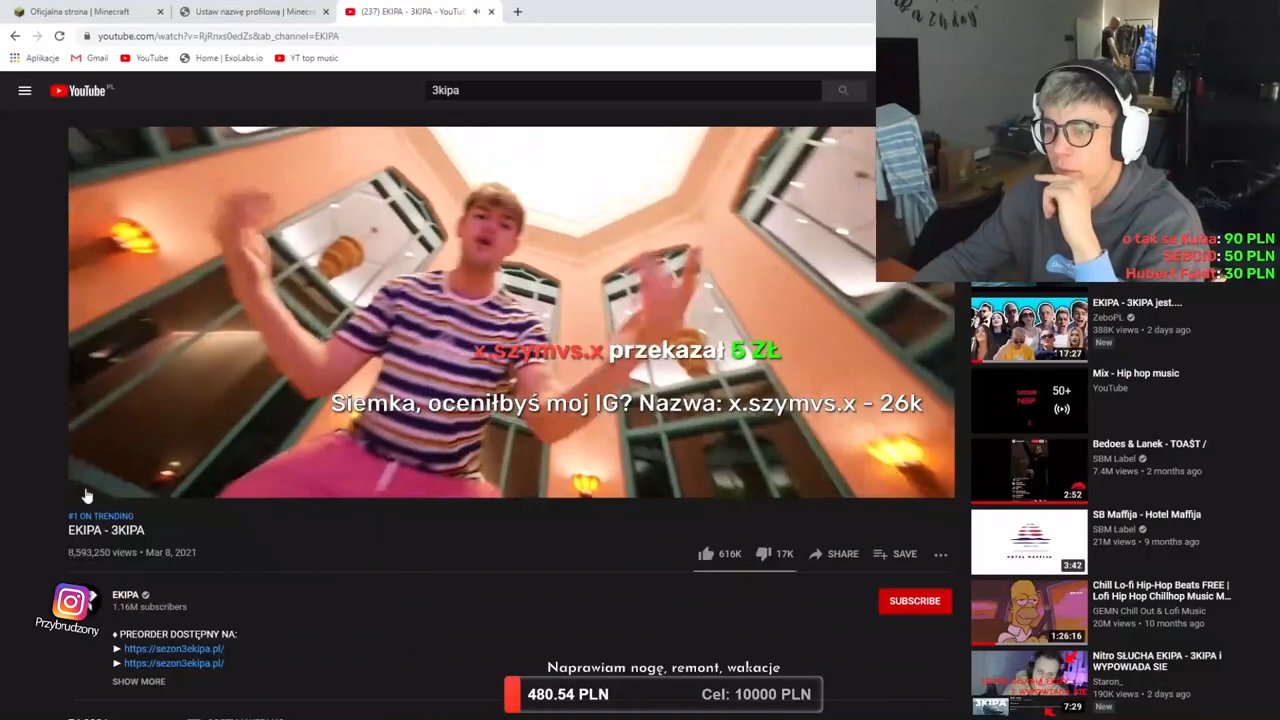 Oficjalna strona | Minecraft
Ustaw nazwę profilową | Minecr
(237) EKIPA - 3KIPA - YouTub
youtube.com/watch?v=RjRnxs0edZs&ab_channel=EKIPA
Aplikacje
Gmail
YouTube
Home | ExoLabs.io
YT top music
YouTube PL
3kipa
o tak sa Kuba: 90 PLN
SEBCIO: 50 PLN
Hubert Feldt: 30 PLN
x.szymvs.x przekazał 5 ZŁ
Siemka, oceniłbyś moj IG? Nazwa: x.szymvs.x - 26k
#1 ON TRENDING
EKIPA - 3KIPA
8,593,250 views • Mar 8, 2021
616K
17K
SHARE
SAVE
EKIPA
1.16M subscribers
SUBSCRIBE
Przybrudzony
♦ PREORDER DOSTĘPNY NA:
► https://sezon3ekipa.pl/
► https://sezon3ekipa.pl/
SHOW MORE
Naprawiam nogę, remont, wakacje
480.54 PLN
Cel: 10000 PLN
EKIPA - 3KIPA jest....
ZeboPL
388K views • 2 days ago
New
17:27
Mix - Hip hop music
YouTube
50+
Bedoes & Lanek - TOA$T /
SBM Label
7.4M views • 2 months ago
2:52
SB Maffija - Hotel Maffija
SBM Label
21M views • 9 months ago
HOTEL MAFFIJA
3:42
Chill Lo-fi Hip-Hop Beats FREE |
Lofi Hip Hop Chillhop Music M...
GEMN Chill Out & Lofi Music
20M views • 10 months ago
1:26:16
Nitro SŁUCHA EKIPA - 3KIPA i
WYPOWIADA SIE
Staron_
190K views • 2 days ago
New
3KIPA
7:29